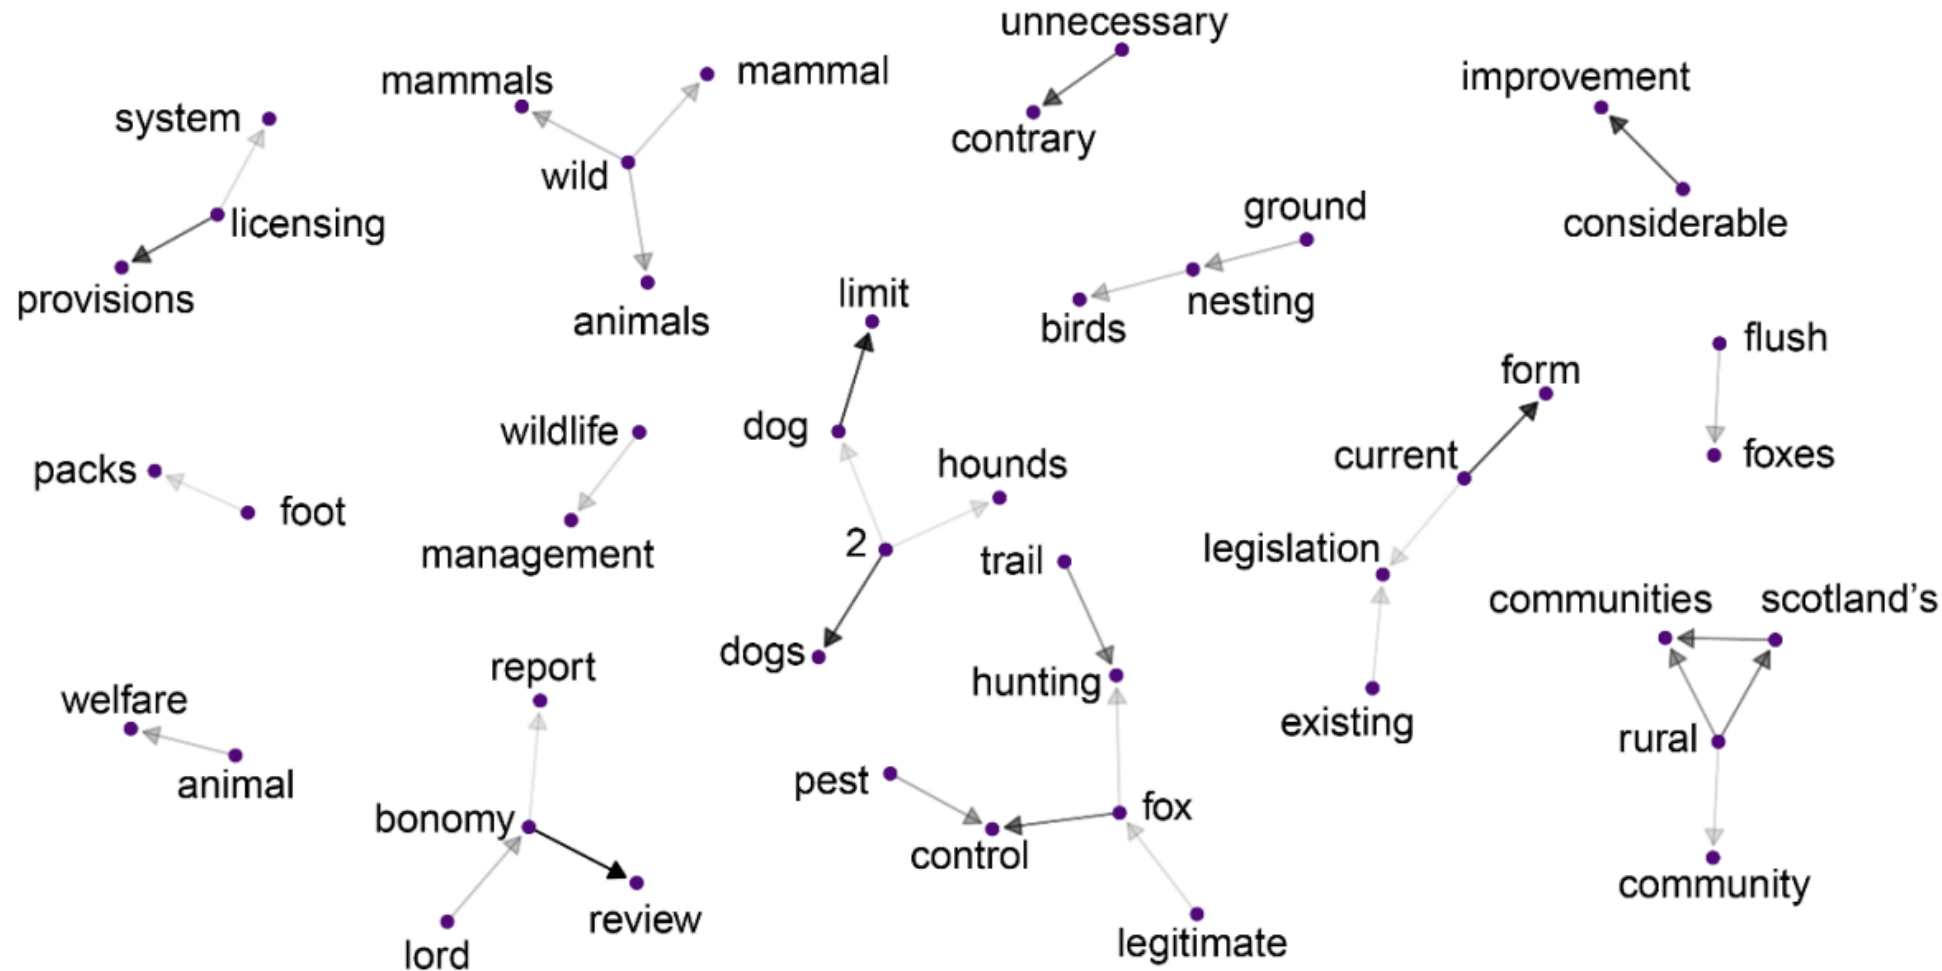 unnecessary
mammals
mammal
improvement
system
contrary
wild
ground
licensing
considerable
provisions
animals
limit
birds
nesting
flush
form
wildlife
dog
current
foxes
packs
hounds
foot
management
2
trail
legislation
communities
scotland's
dogs
report
hunting
welfare
existing
rural
animal
pest
fox
bonomy
control
community
review
lord
legitimate